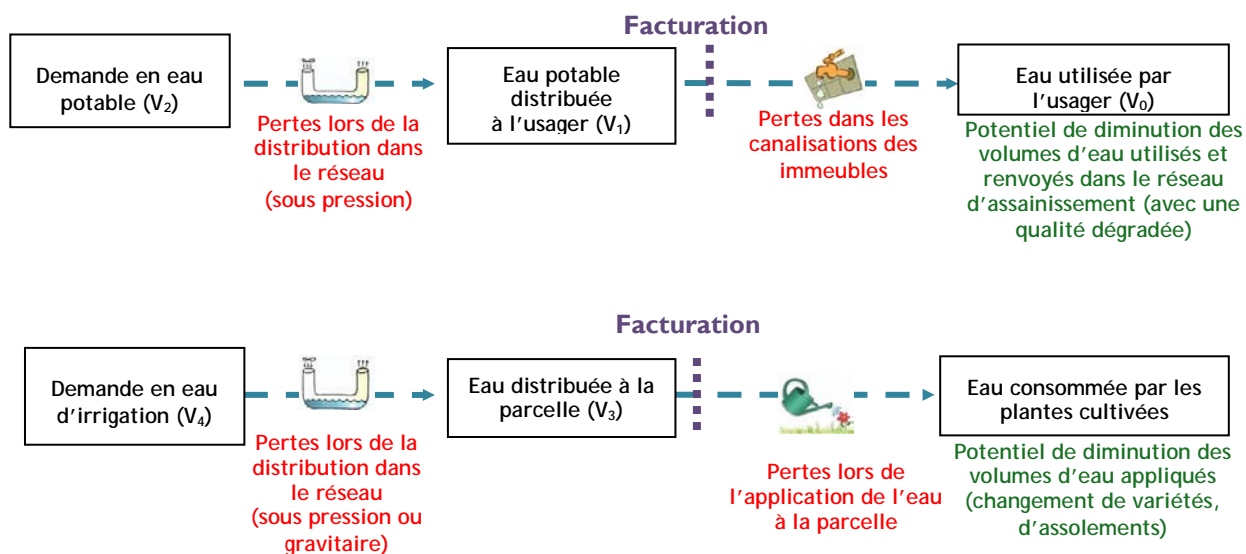 Facturation
Demande en eau
potable (V₂)
Eau potable
distribuée
à l'usager (V₁)
Eau utilisée par
l'usager (V₀)
Pertes lors de la
distribution dans
le réseau
(sous pression)
Pertes dans les
canalisations des
immeubles
Potentiel de diminution des
volumes d'eau utilisés et
renvoyés dans le réseau
d'assainissement (avec une
qualité dégradée)
Facturation
Demande en eau
d'irrigation (V₄)
Eau distribuée à la
parcelle (V₃)
Eau consommée par les
plantes cultivées
Pertes lors de la
distribution dans
le réseau
(sous pression ou
gravitaire)
Pertes lors de
l'application de l'eau
à la parcelle
Potentiel de diminution des
volumes d'eau appliqués
(changement de variétés,
d'assolements)